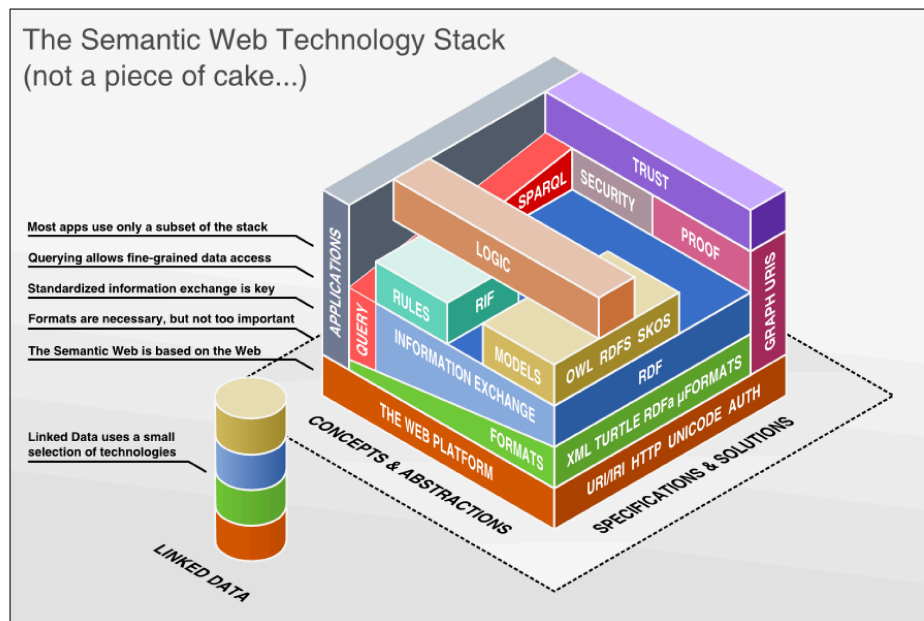 The Semantic Web Technology Stack
(not a piece of cake...)
Most apps use only a subset of the stack
Querying allows fine-grained data access
Standardized information exchange is key
Formats are necessary, but not too important
The Semantic Web is based on the Web
Linked Data uses a small
selection of technologies
LINKED DATA
APPLICATIONS
QUERY
RULES
RIF
LOGIC
SPARQL
SECURITY
TRUST
PROOF
GRAPH URIS
MODELS
OWL RDFS SKOS
INFORMATION EXCHANGE
RDF
FORMATS
XML TURTLE RDFa µFORMATS
THE WEB PLATFORM
URI/IRI HTTP UNICODE AUTH
CONCEPTS & ABSTRACTIONS
SPECIFICATIONS & SOLUTIONS